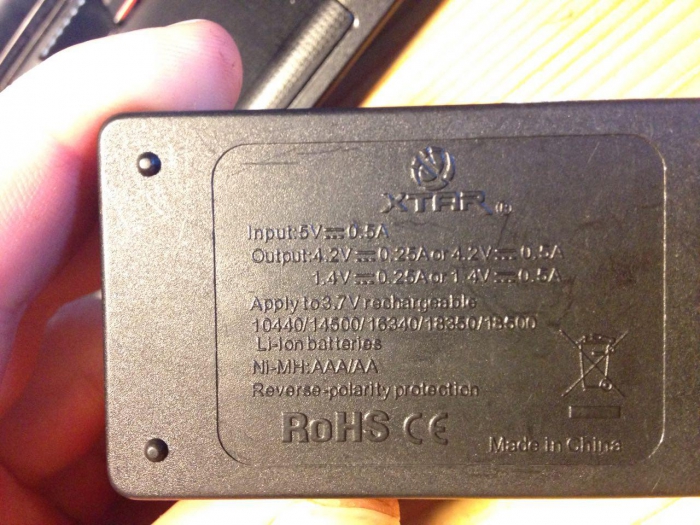 XTAR®
Input:5V⎓0.5A
Output:4.2V⎓0.25A or 4.2V⎓0.5A
1.4V⎓0.25A or 1.4V⎓0.5A
Apply to 3.7V rechargeable
10440/14500/16340/18350/18500
Li-Ion batteries
Ni-MH:AAA/AA
Reverse-polarity protection
RoHS CE
Made in China